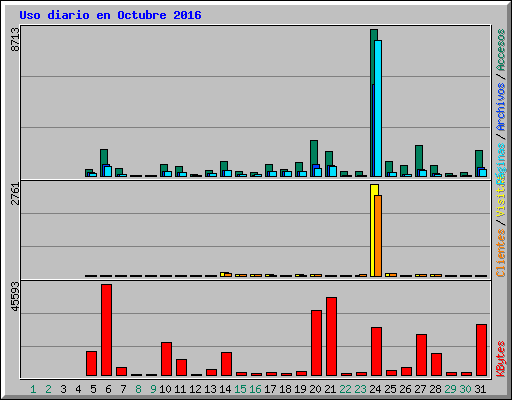 Uso diario en Octubre 2016
8713
2761
45593
Accesos / Archivos / Páginas
Visitas / Clientes
KBytes
1 2 3 4 5 6 7 8 9 10 11 12 13 14 15 16 17 18 19 20 21 22 23 24 25 26 27 28 29 30 31